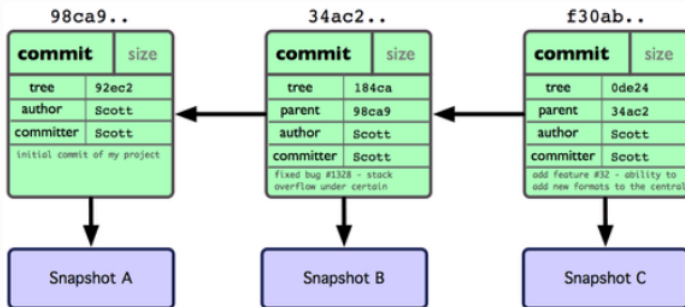 98ca9..
commit size
tree 92ec2
author Scott
committer Scott
initial commit of my project
Snapshot A
34ac2..
commit size
tree 184ca
parent 98ca9
author Scott
committer Scott
fixed bug #1328 - stack
overflow under certain
Snapshot B
f30ab..
commit size
tree 0de24
parent 34ac2
author Scott
committer Scott
add feature #32 - ability to
add new formats to the central
Snapshot C